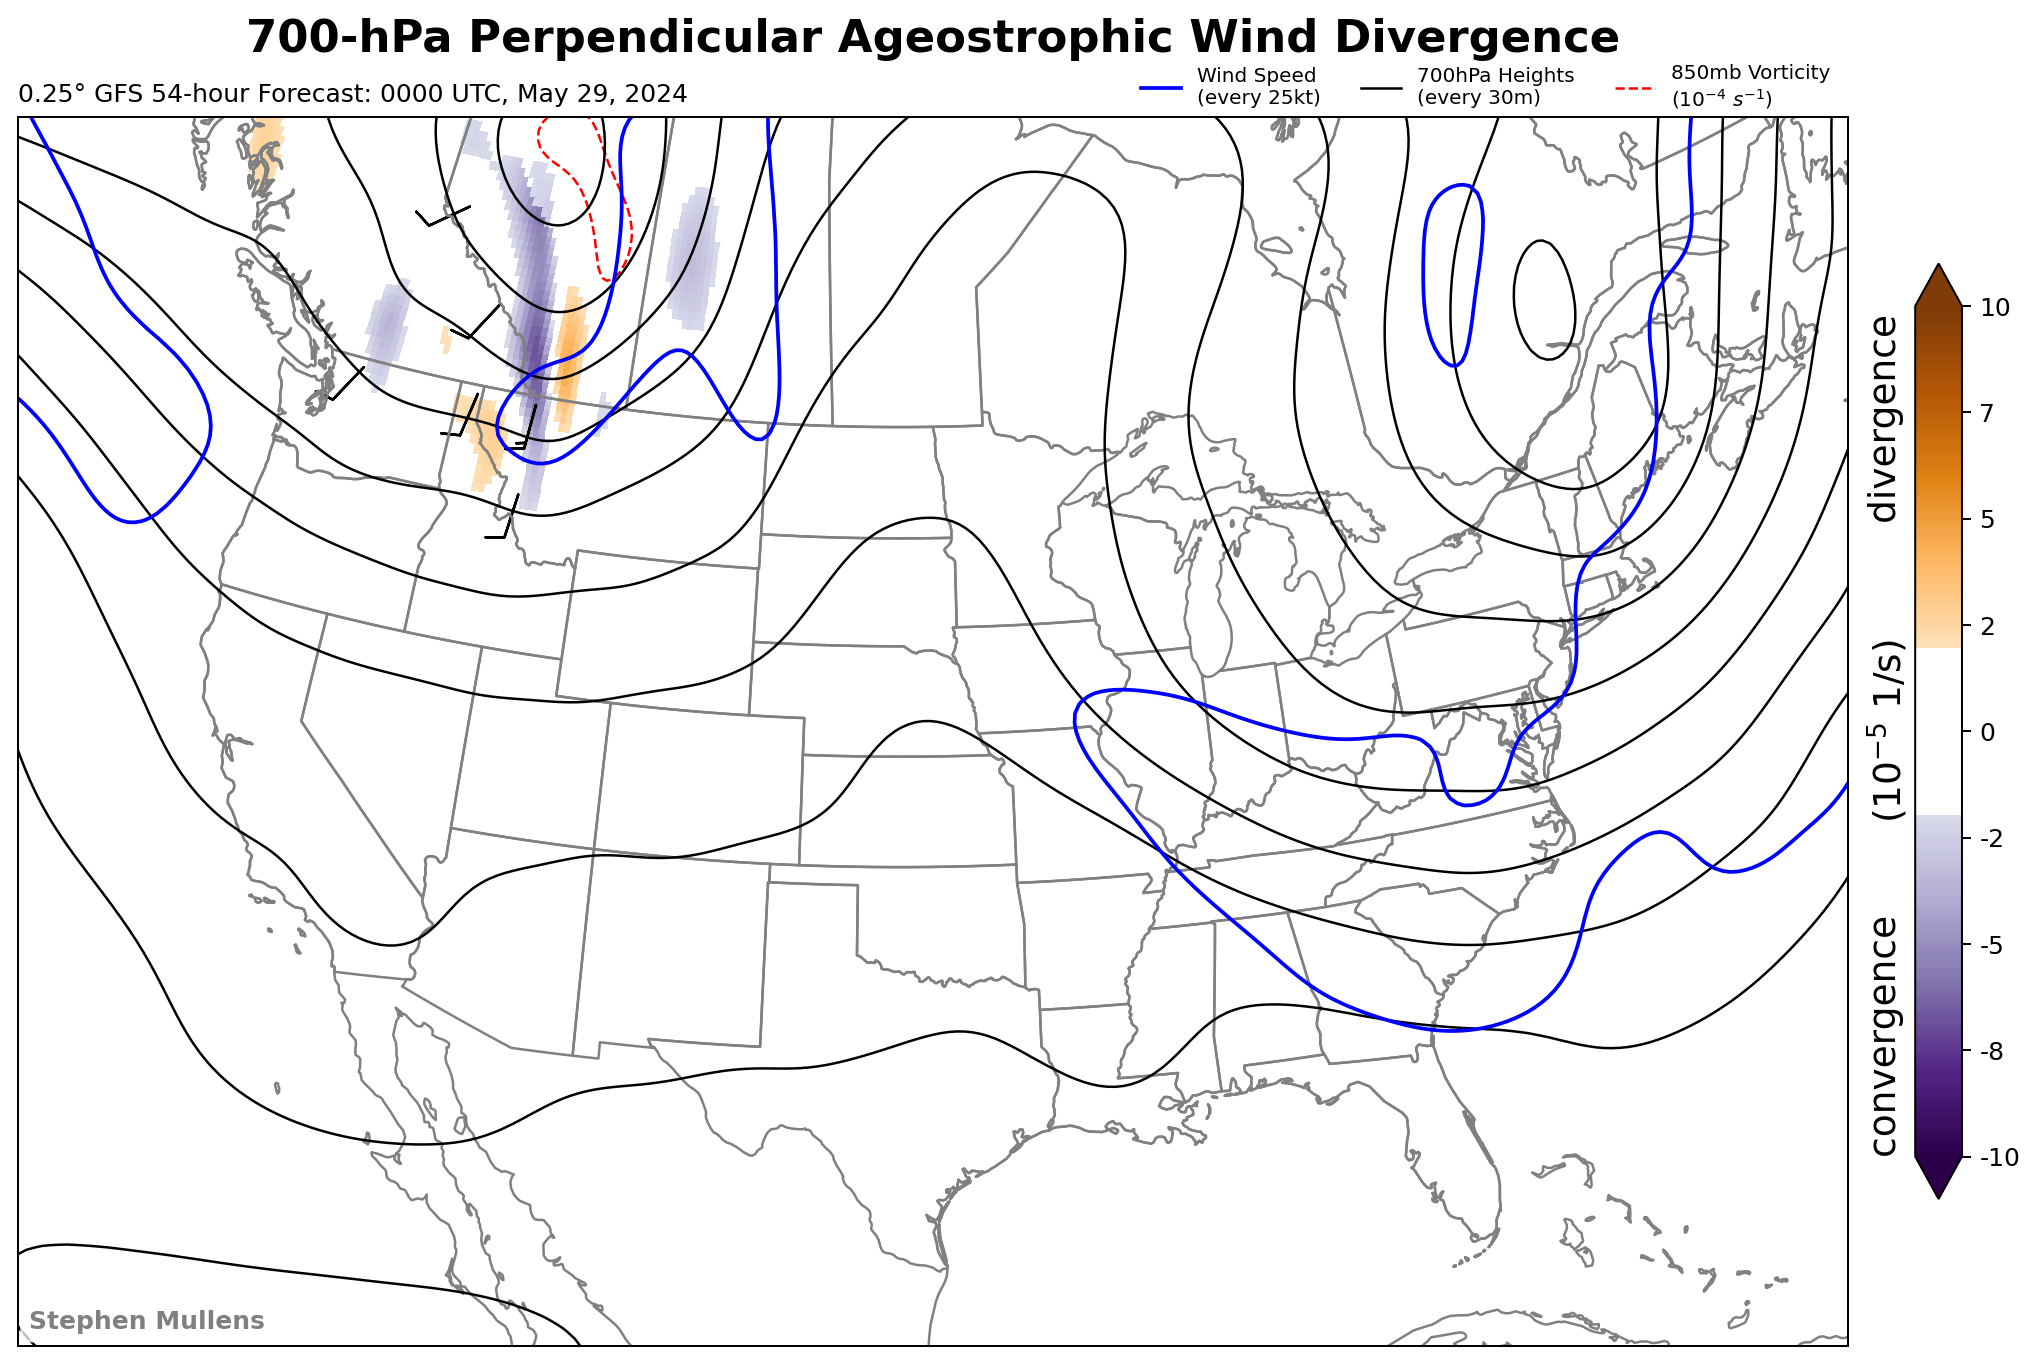 700-hPa Perpendicular Ageostrophic Wind Divergence
0.25° GFS 54-hour Forecast: 0000 UTC, May 29, 2024
Wind Speed
(every 25kt)
700hPa Heights
(every 30m)
850mb Vorticity
(10⁻⁴ s⁻¹)
10
7
5
2
0
-2
-5
-8
-10
convergence (10⁻⁵ 1/s) divergence
Stephen Mullens